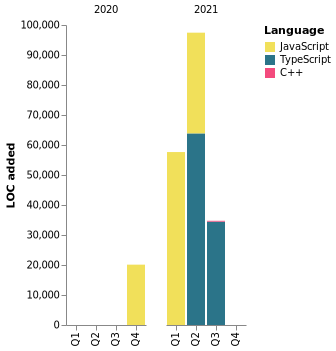 2020 2021
Language
JavaScript
TypeScript
C++
LOC added
100,000
90,000
80,000
70,000
60,000
50,000
40,000
30,000
20,000
10,000
0
Q1 Q2 Q3 Q4 Q1 Q2 Q3 Q4